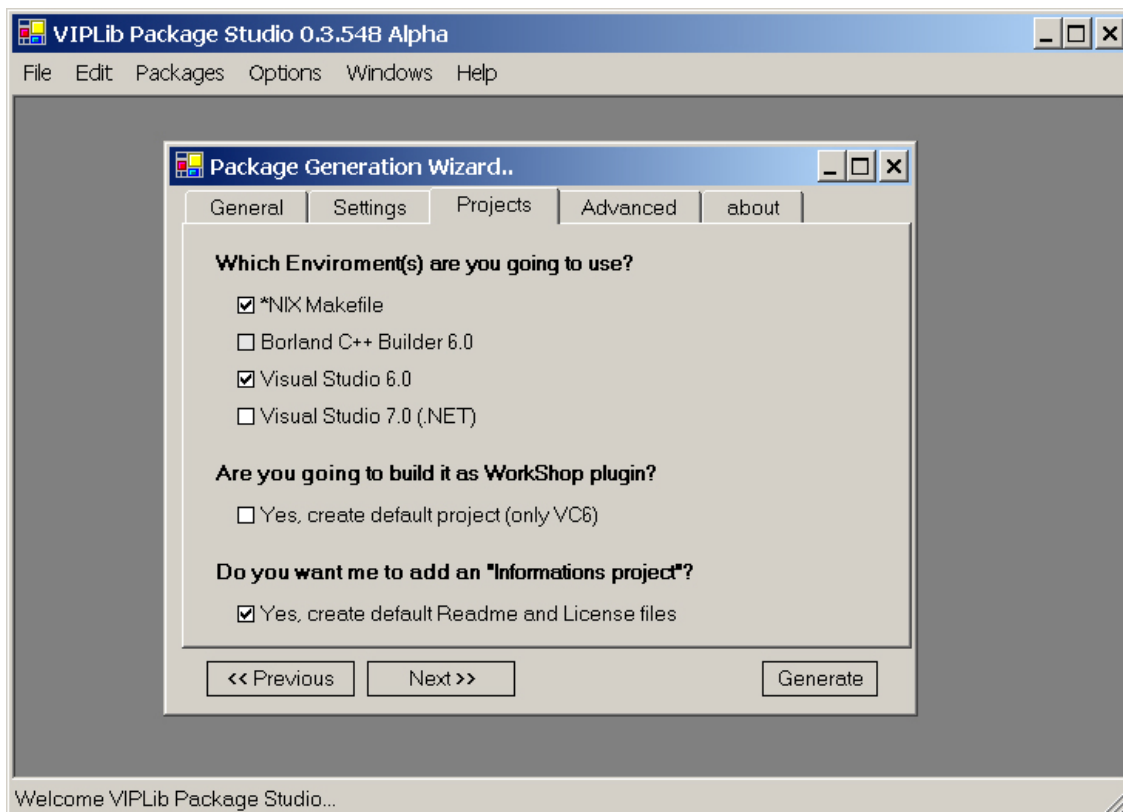 VIPLib Package Studio 0.3.548 Alpha
File Edit Packages Options Windows Help
Package Generation Wizard..
General Settings Projects Advanced about
Which Enviroment(s) are you going to use?
*NIX Makefile
Borland C++ Builder 6.0
Visual Studio 6.0
Visual Studio 7.0 (.NET)
Are you going to build it as WorkShop plugin?
Yes, create default project (only VC6)
Do you want me to add an "Informations project"?
Yes, create default Readme and License files
<< Previous Next >> Generate
Welcome VIPLib Package Studio...